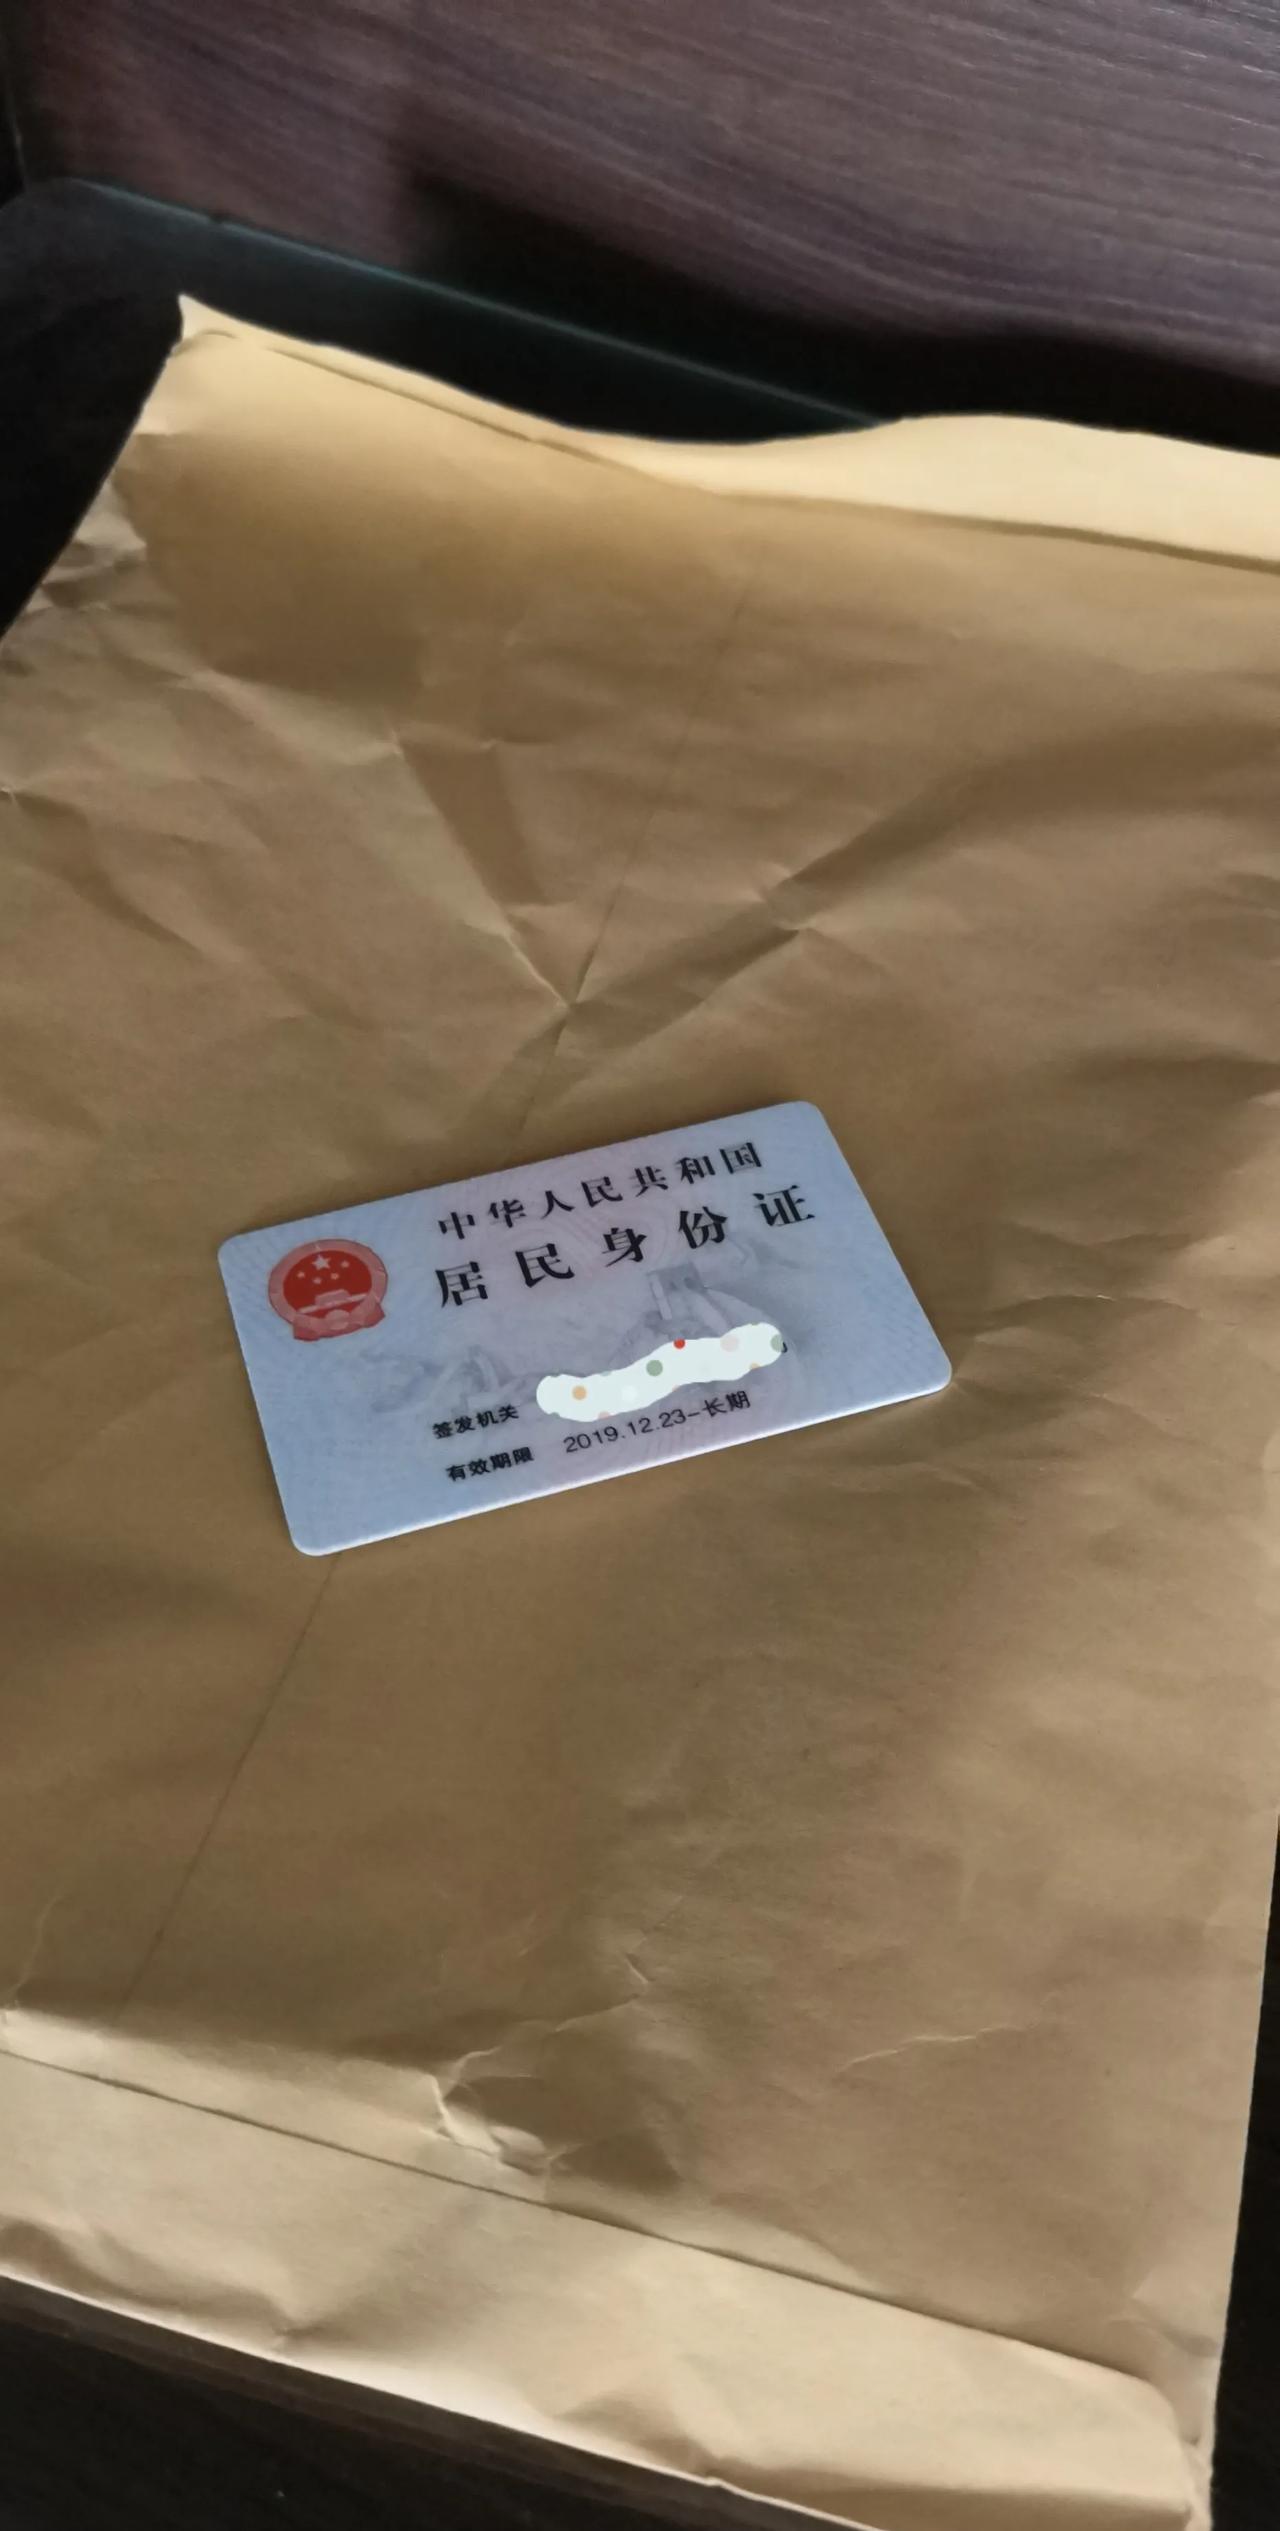 中华人民共和国
居民身份证
签发机关
有效期限 2019.12.23-长期